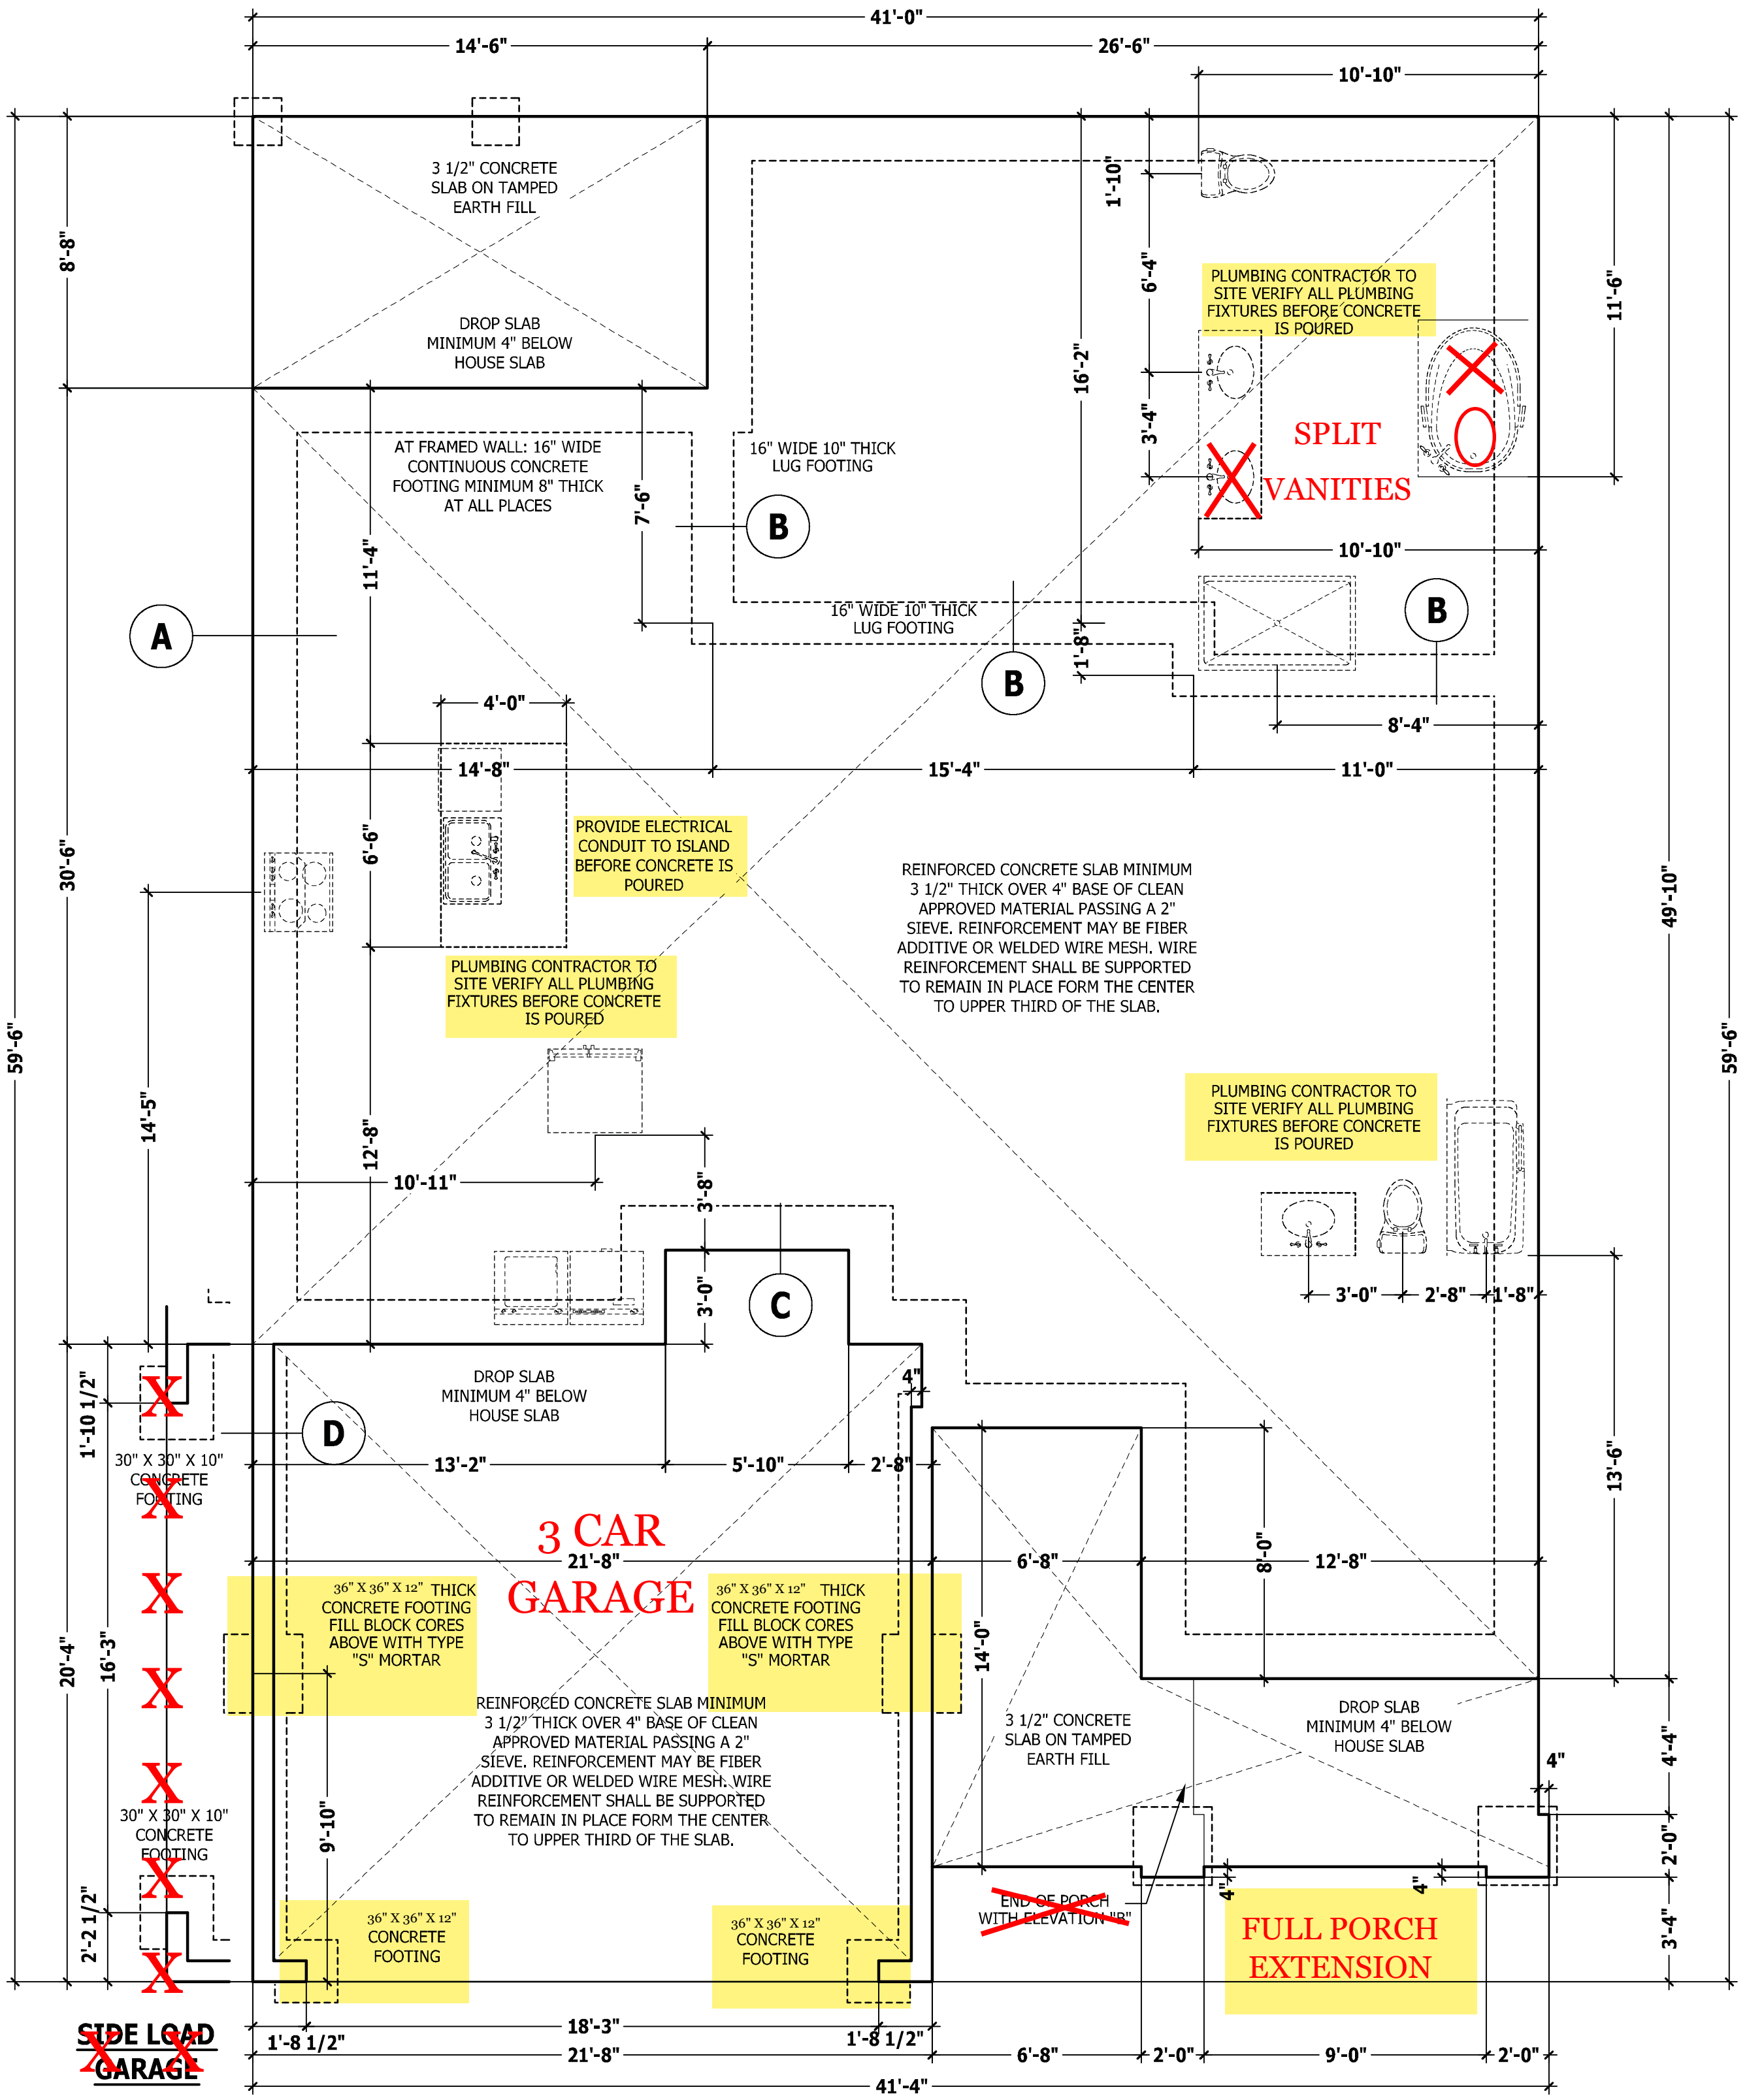 41'-0"
14'-6"
26'-6"
10'-10"
3 1/2" CONCRETE
SLAB ON TAMPED
EARTH FILL
1'-10"
8'-8"
6'-4"
11'-6"
PLUMBING CONTRACTOR TO
SITE VERIFY ALL PLUMBING
FIXTURES BEFORE CONCRETE
IS POURED
DROP SLAB
MINIMUM 4" BELOW
HOUSE SLAB
16'-2"
3'-4"
SPLIT
VANITIES
AT FRAMED WALL: 16" WIDE
CONTINUOUS CONCRETE
FOOTING MINIMUM 8" THICK
AT ALL PLACES
16" WIDE 10" THICK
LUG FOOTING
7'-6"
B
11'-4"
10'-10"
A
16" WIDE 10" THICK
LUG FOOTING
B
1'-8"
B
4'-0"
8'-4"
14'-8"
15'-4"
11'-0"
PROVIDE ELECTRICAL
CONDUIT TO ISLAND
BEFORE CONCRETE IS
POURED
6'-6"
30'-6"
49'-10"
REINFORCED CONCRETE SLAB MINIMUM
3 1/2" THICK OVER 4" BASE OF CLEAN
APPROVED MATERIAL PASSING A 2"
SIEVE. REINFORCEMENT MAY BE FIBER
ADDITIVE OR WELDED WIRE MESH. WIRE
REINFORCEMENT SHALL BE SUPPORTED
TO REMAIN IN PLACE FORM THE CENTER
TO UPPER THIRD OF THE SLAB.
PLUMBING CONTRACTOR TO
SITE VERIFY ALL PLUMBING
FIXTURES BEFORE CONCRETE
IS POURED
59'-6"
59'-6"
14'-5"
12'-8"
PLUMBING CONTRACTOR TO
SITE VERIFY ALL PLUMBING
FIXTURES BEFORE CONCRETE
IS POURED
10'-11"
3'-8"
3'-0"
C
3'-0"
2'-8"
1'-8"
DROP SLAB
MINIMUM 4" BELOW
HOUSE SLAB
4"
1'-10 1/2"
X
D
30" X 30" X 10"
CONCRETE
FOOTING
X
13'-2"
5'-10"
2'-8"
13'-6"
3 CAR
GARAGE
21'-8"
6'-8"
8'-0"
12'-8"
X
36" X 36" X 12" THICK
CONCRETE FOOTING
FILL BLOCK CORES
ABOVE WITH TYPE
"S" MORTAR
36" X 36" X 12" THICK
CONCRETE FOOTING
FILL BLOCK CORES
ABOVE WITH TYPE
"S" MORTAR
14'-0"
20'-4"
16'-3"
X
REINFORCED CONCRETE SLAB MINIMUM
3 1/2" THICK OVER 4" BASE OF CLEAN
APPROVED MATERIAL PASSING A 2"
SIEVE. REINFORCEMENT MAY BE FIBER
ADDITIVE OR WELDED WIRE MESH. WIRE
REINFORCEMENT SHALL BE SUPPORTED
TO REMAIN IN PLACE FORM THE CENTER
TO UPPER THIRD OF THE SLAB.
3 1/2" CONCRETE
SLAB ON TAMPED
EARTH FILL
DROP SLAB
MINIMUM 4" BELOW
HOUSE SLAB
4'-4"
4"
X
30" X 30" X 10"
CONCRETE
FOOTING
X
9'-10"
2'-0"
4"
4"
2'-2 1/2"
X
36" X 36" X 12"
CONCRETE
FOOTING
36" X 36" X 12"
CONCRETE
FOOTING
END OF PORCH
WITH ELEVATION "B"
FULL PORCH
EXTENSION
3'-4"
SIDE LOAD
GARAGE
X X
1'-8 1/2"
18'-3"
1'-8 1/2"
21'-8"
6'-8"
2'-0"
9'-0"
2'-0"
41'-4"